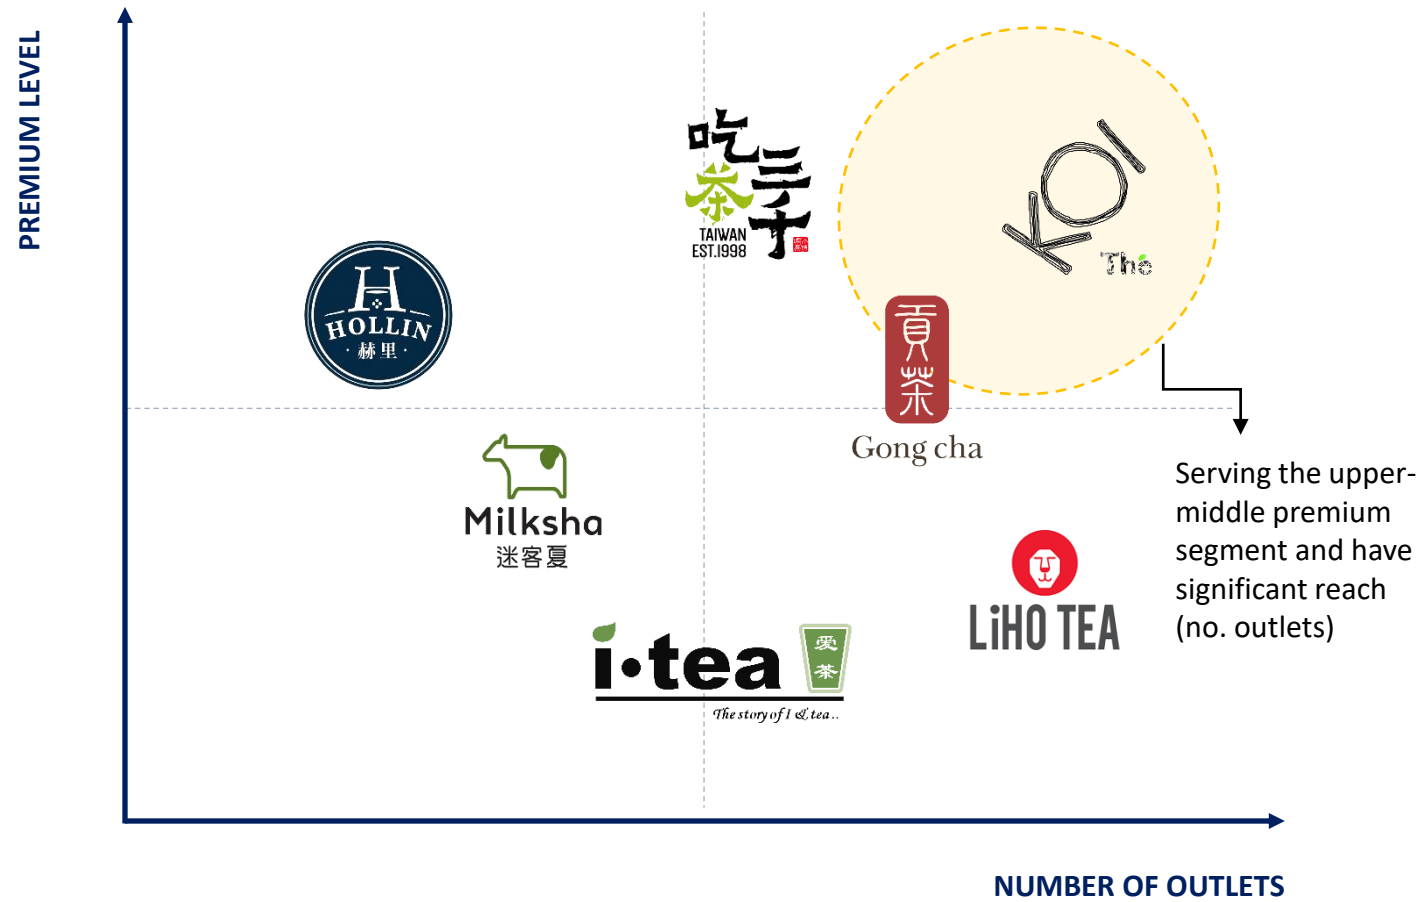 PREMIUM LEVEL
吃茶三千
TAIWAN
EST.1998
KOI
Thé
H
HOLLIN
·赫里·
貢茶
Gong cha
Milksha
迷客夏
Serving the upper-
middle premium
segment and have
significant reach
(no. outlets)
LiHO TEA
i·tea
愛茶
The story of I & tea..
NUMBER OF OUTLETS